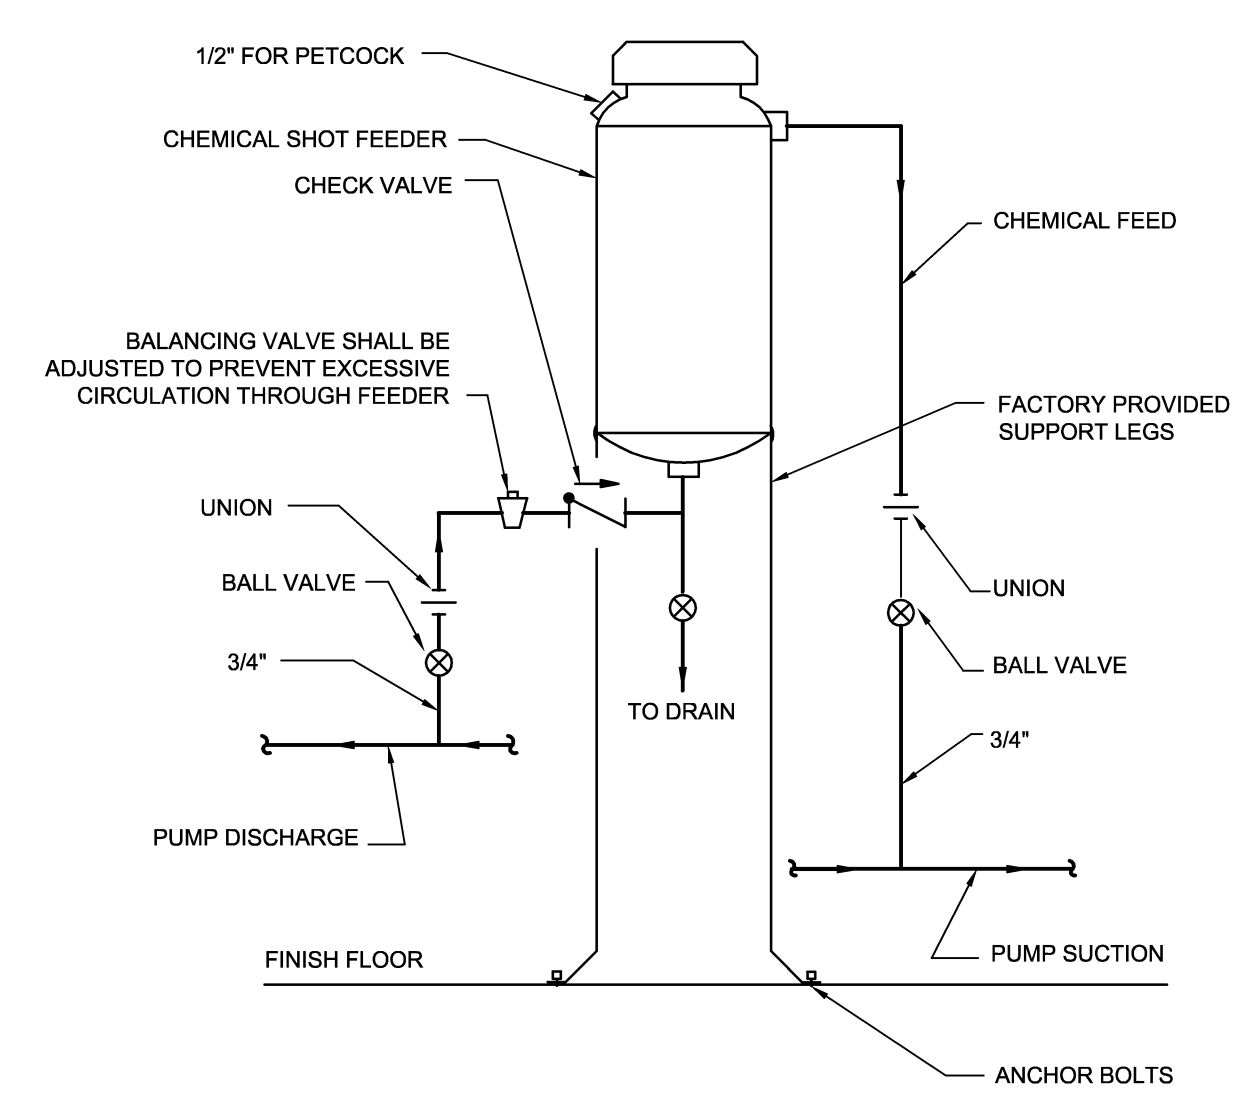 1/2" FOR PETCOCK
CHEMICAL SHOT FEEDER
CHECK VALVE
CHEMICAL FEED
BALANCING VALVE SHALL BE
ADJUSTED TO PREVENT EXCESSIVE
CIRCULATION THROUGH FEEDER
FACTORY PROVIDED
SUPPORT LEGS
UNION
BALL VALVE
3/4"
UNION
BALL VALVE
TO DRAIN
3/4"
PUMP DISCHARGE
PUMP SUCTION
FINISH FLOOR
ANCHOR BOLTS